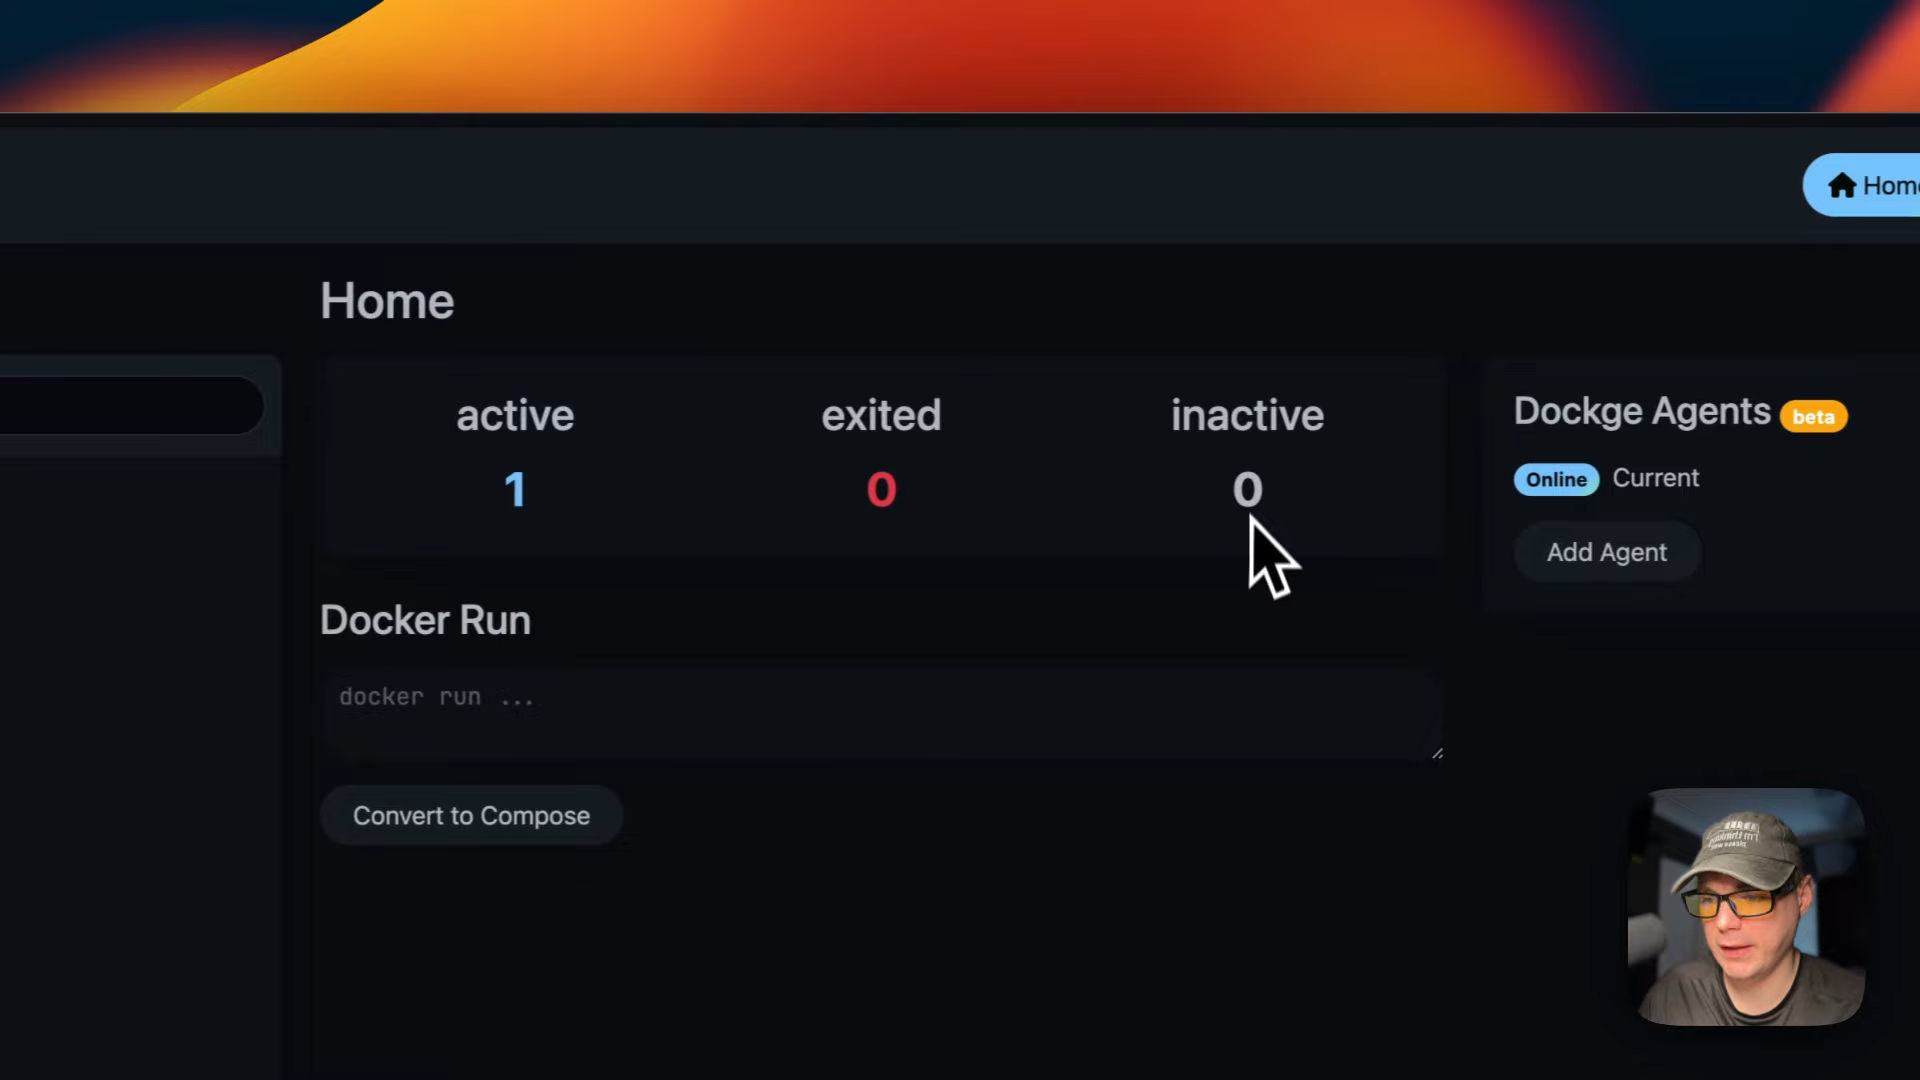 Home
Home
active exited inactive
1 0 0
Dockge Agents beta
Online Current
Add Agent
Docker Run
docker run ...
Convert to Compose